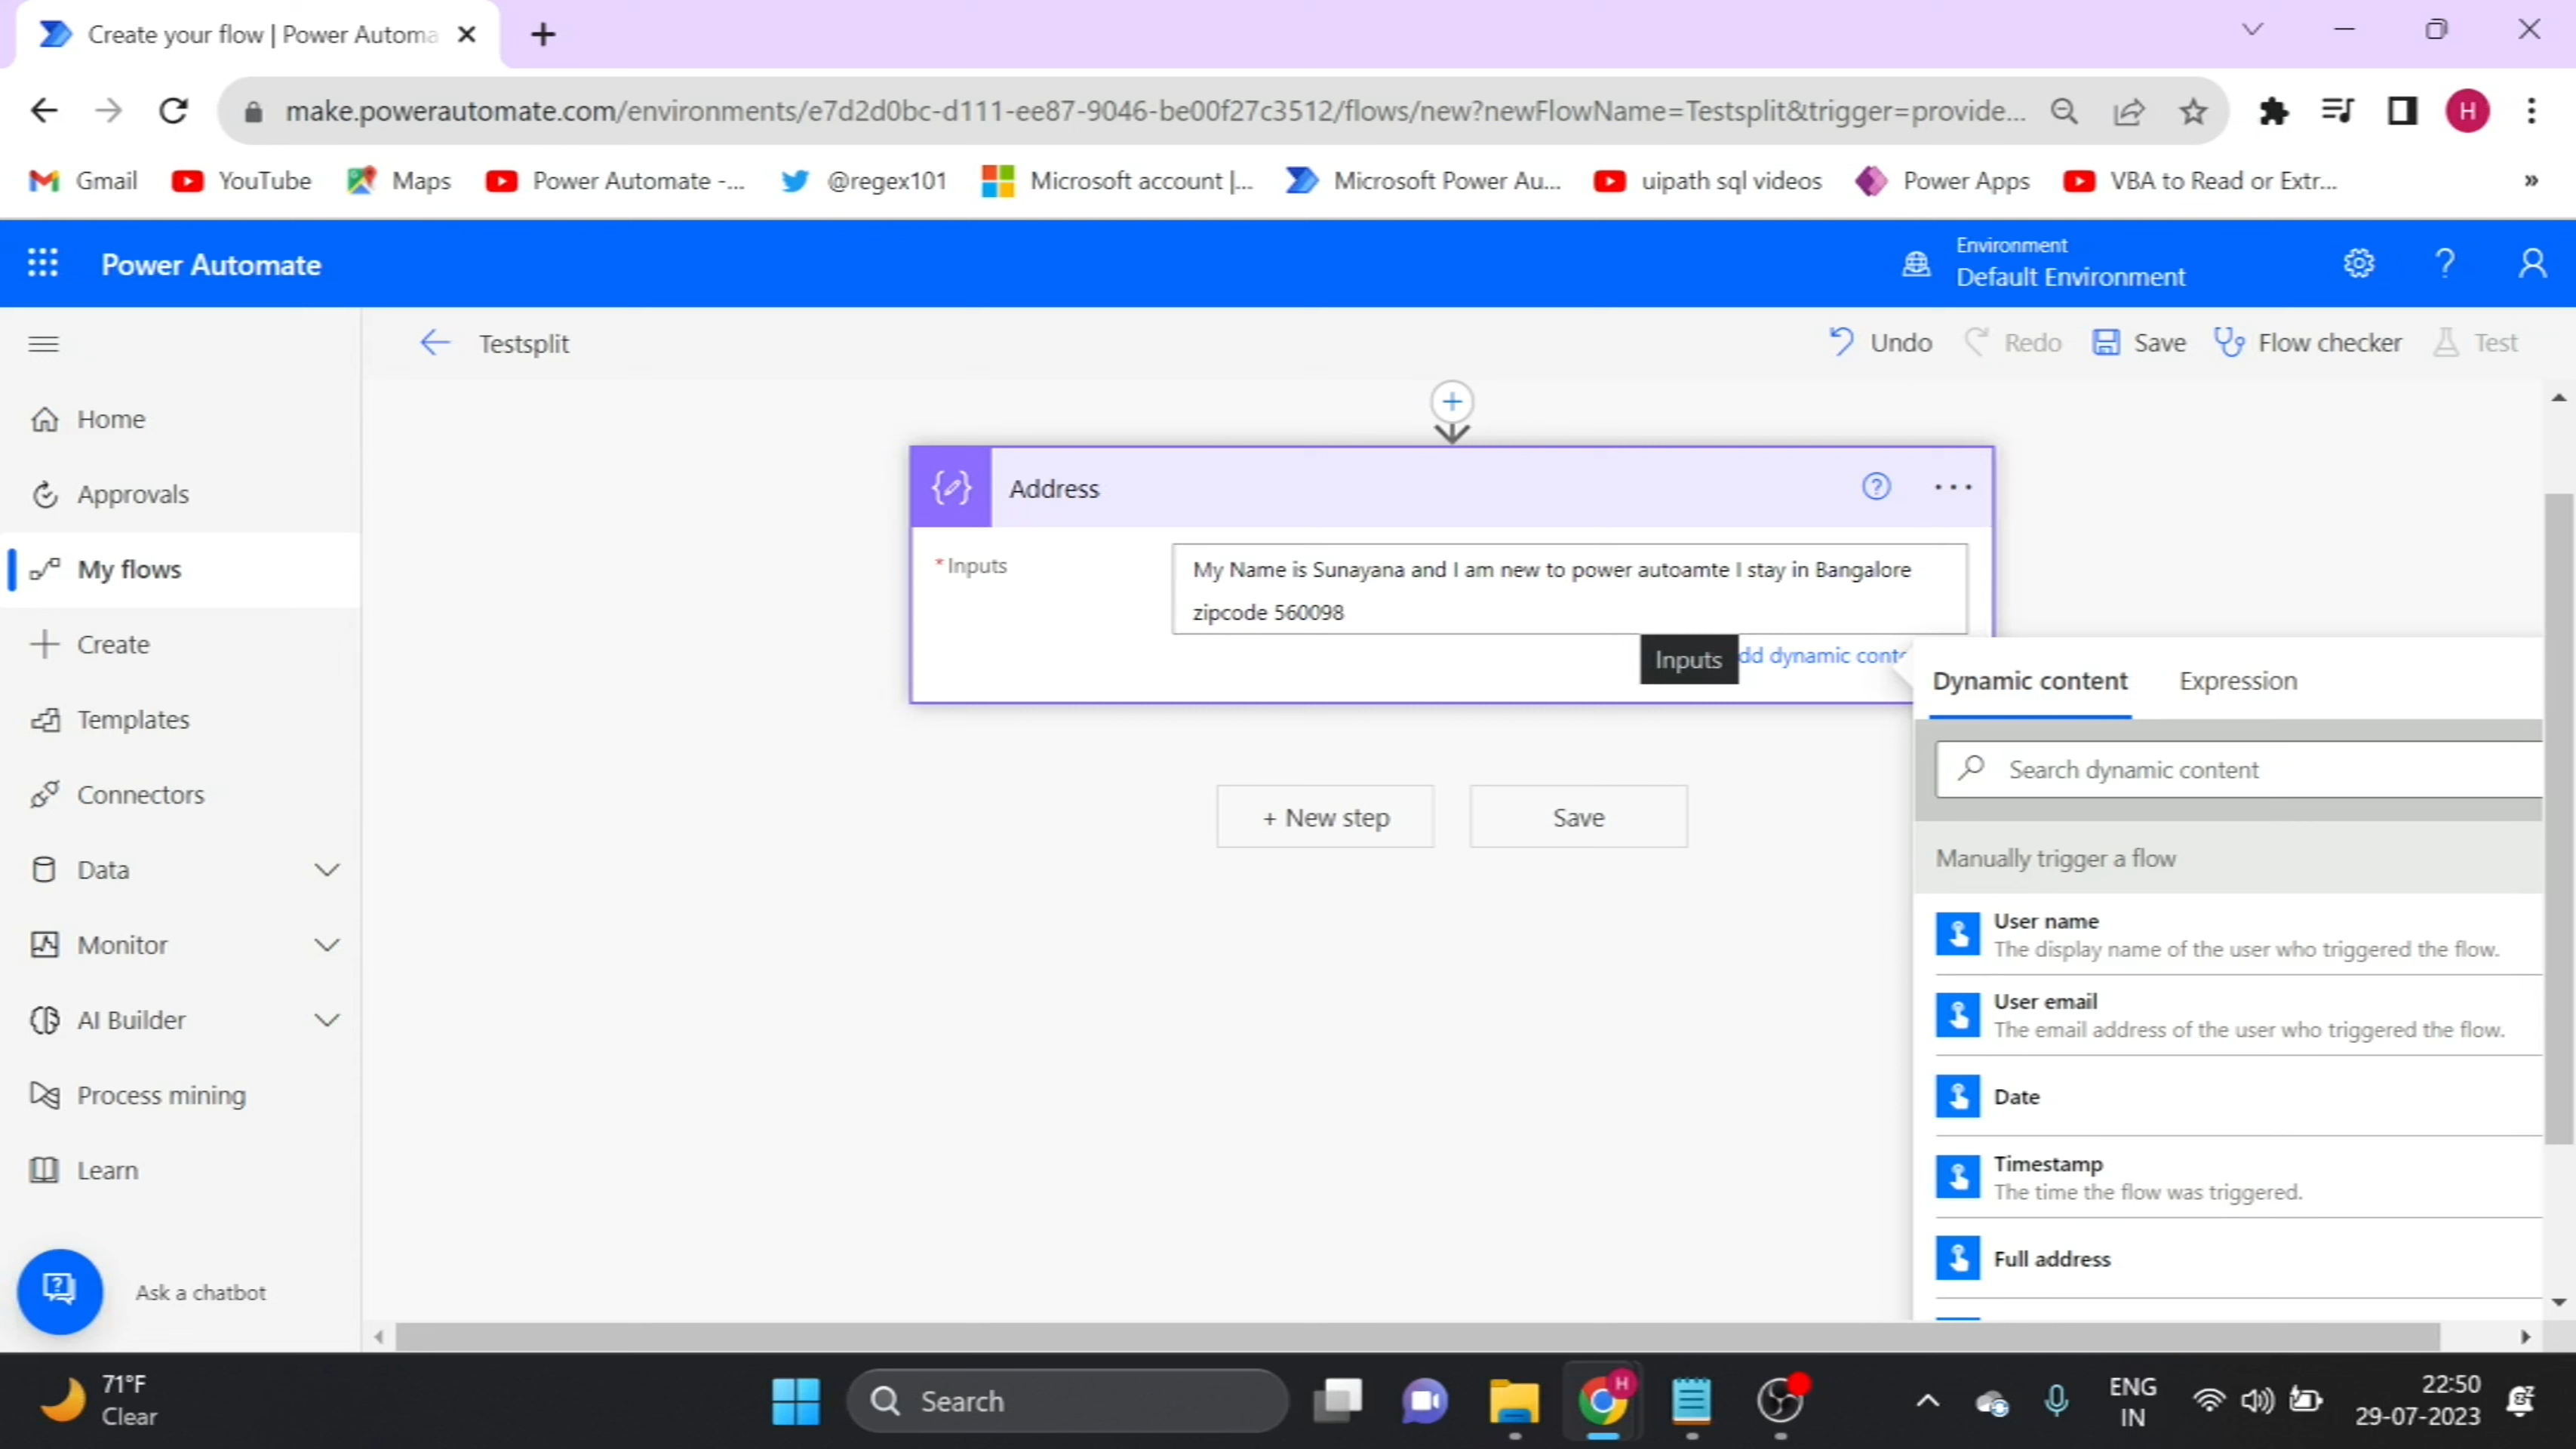 Create your flow | Power Automa
make.powerautomate.com/environments/e7d2d0bc-d111-ee87-9046-be00f27c3512/flows/new?newFlowName=Testsplit&trigger=provide...
H
Gmail
YouTube
Maps
Power Automate -...
@regex101
Microsoft account |...
Microsoft Power Au...
uipath sql videos
Power Apps
VBA to Read or Extr...
»
Power Automate
Environment
Default Environment
?
Testsplit
Undo
Redo
Save
Flow checker
Test
Home
Approvals
My flows
Create
Templates
Connectors
Data
Monitor
AI Builder
Process mining
Learn
Ask a chatbot
Address
?
...
* Inputs
My Name is Sunayana and I am new to power autoamte I stay in Bangalore
zipcode 560098
Inputs
dd dynamic conte
+ New step
Save
Dynamic content
Expression
Search dynamic content
Manually trigger a flow
User name
The display name of the user who triggered the flow.
User email
The email address of the user who triggered the flow.
Date
Timestamp
The time the flow was triggered.
Full address
71°F
Clear
Search
H
ENG
IN
22:50
29-07-2023